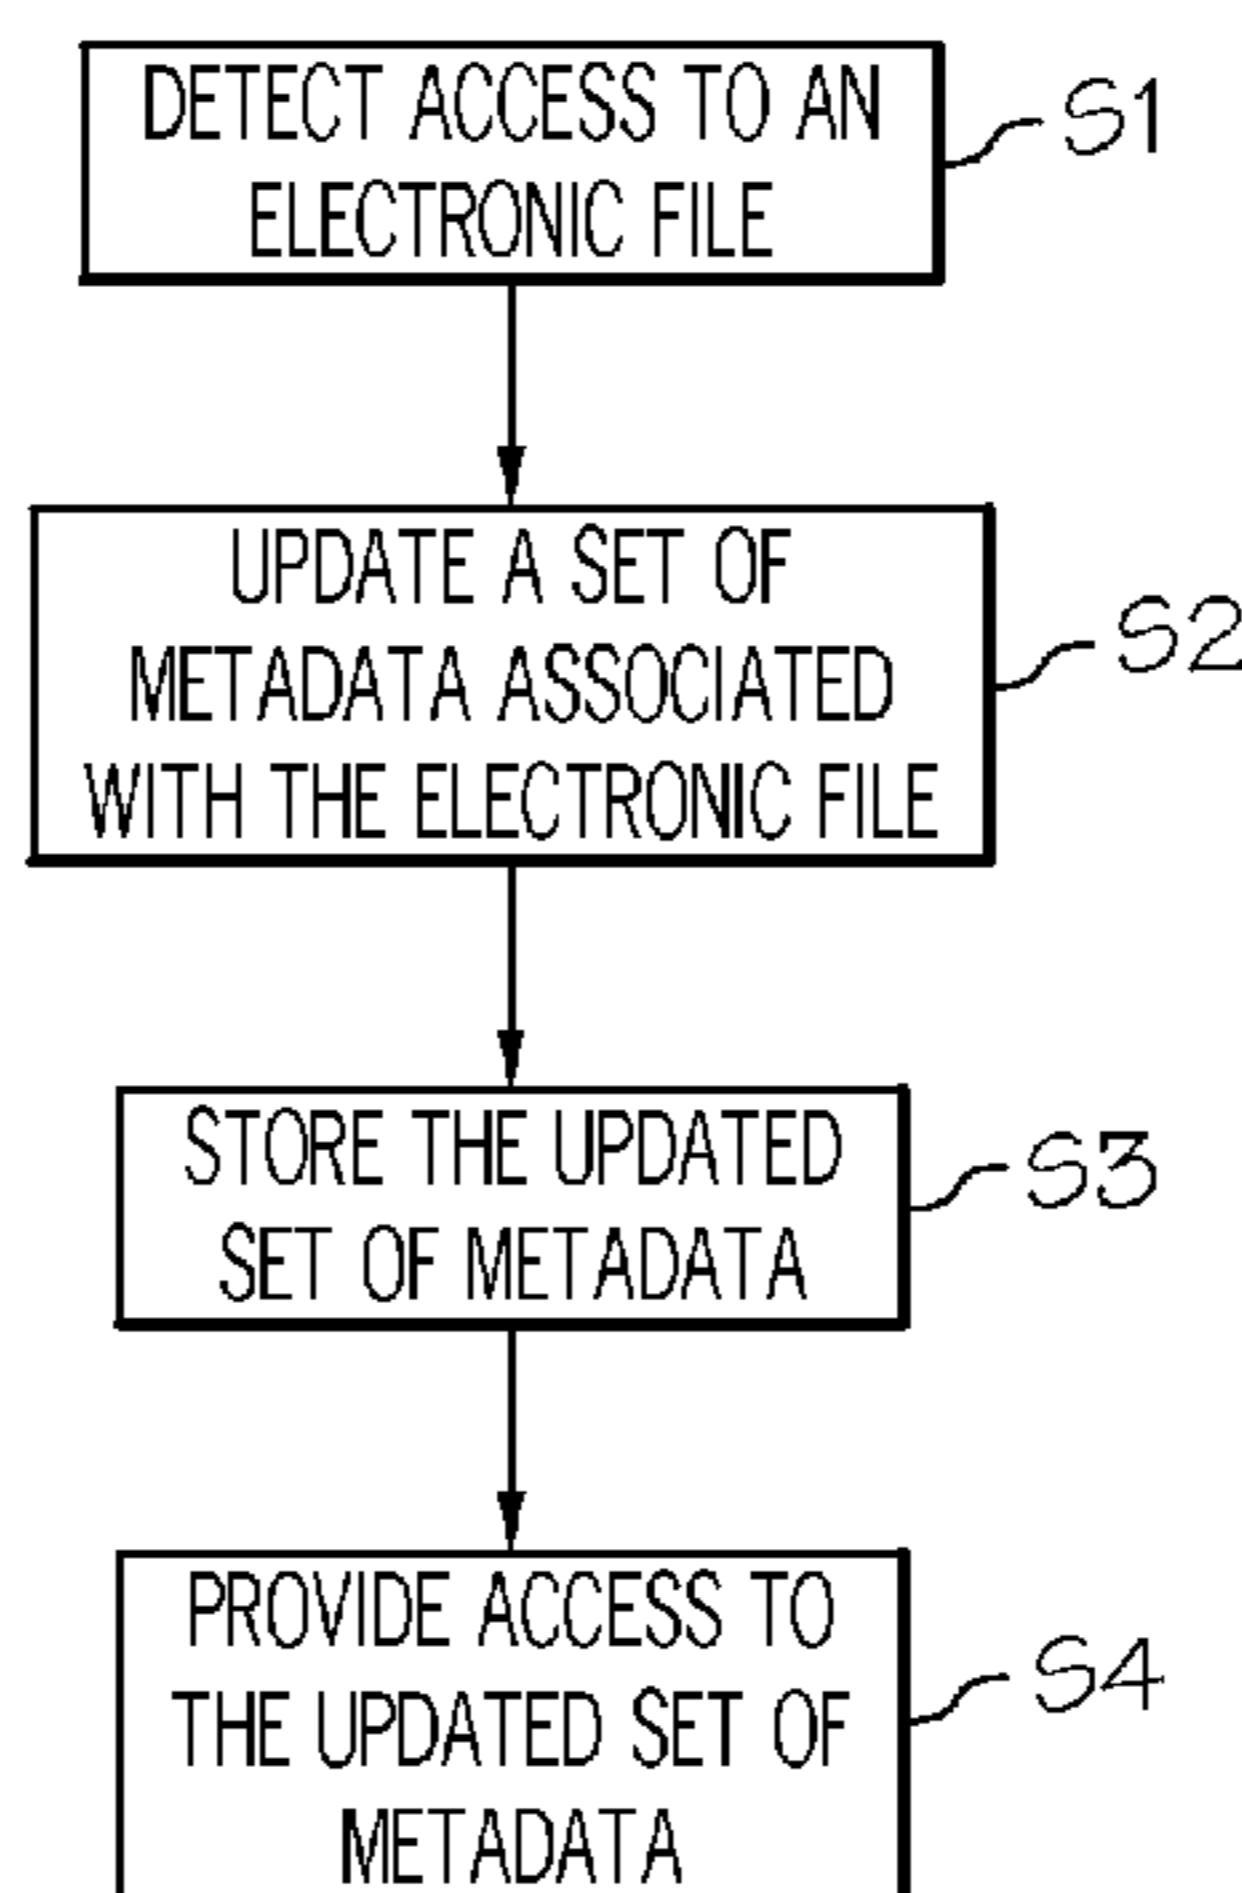 DETECT ACCESS TO AN
ELECTRONIC FILE
S1
UPDATE A SET OF
METADATA ASSOCIATED
WITH THE ELECTRONIC FILE
S2
STORE THE UPDATED
SET OF METADATA
S3
PROVIDE ACCESS TO
THE UPDATED SET OF
METADATA
S4